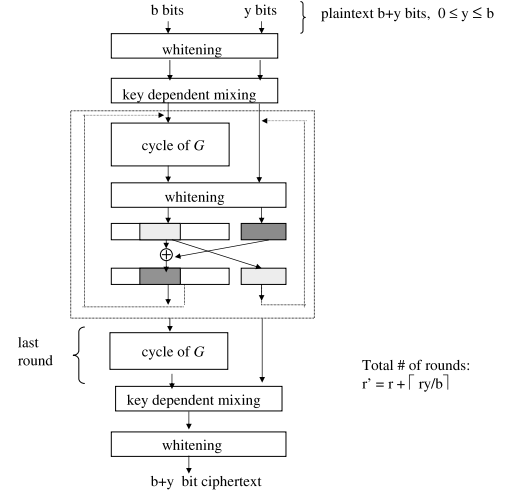 b bits y bits plaintext b+y bits, 0 ≤ y ≤ b
whitening
key dependent mixing
cycle of G
whitening
+
last
round
cycle of G
Total # of rounds:
r' = r + ⌈ ry/b⌉
key dependent mixing
whitening
b+y bit ciphertext